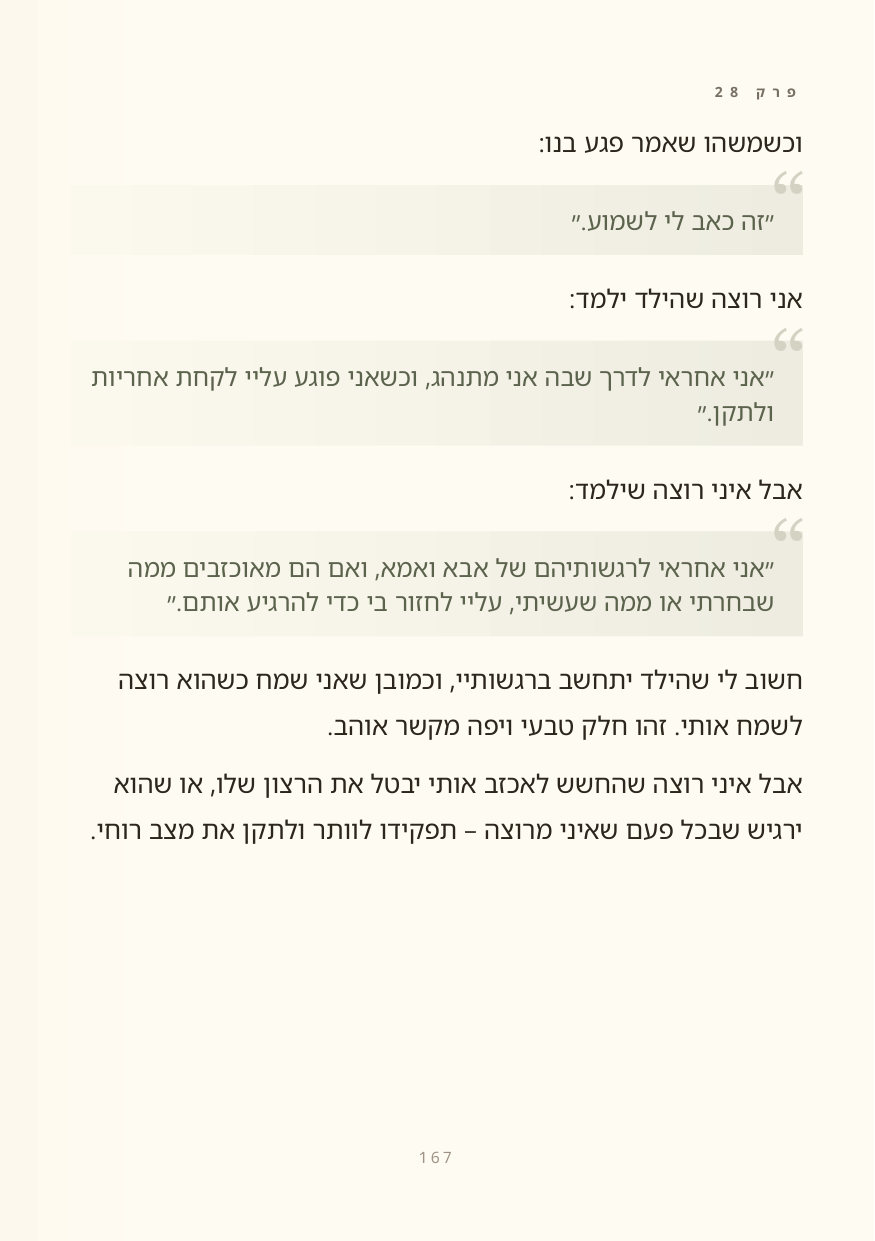 פרק 28
וכשמשהו שאמר פגע בנו:
״זה כאב לי לשמוע.״
אני רוצה שהילד ילמד:
״אני אחראי לדרך שבה אני מתנהג, וכשאני פוגע עליי לקחת אחריות
ולתקן.״
אבל איני רוצה שילמד:
״אני אחראי לרגשותיהם של אבא ואמא, ואם הם מאוכזבים ממה
שבחרתי או ממה שעשיתי, עליי לחזור בי כדי להרגיע אותם.״
חשוב לי שהילד יתחשב ברגשותיי, וכמובן שאני שמח כשהוא רוצה
לשמח אותי. זהו חלק טבעי ויפה מקשר אוהב.
אבל איני רוצה שהחשש לאכזב אותי יבטל את הרצון שלו, או שהוא
ירגיש שבכל פעם שאיני מרוצה – תפקידו לוותר ולתקן את מצב רוחי.
167